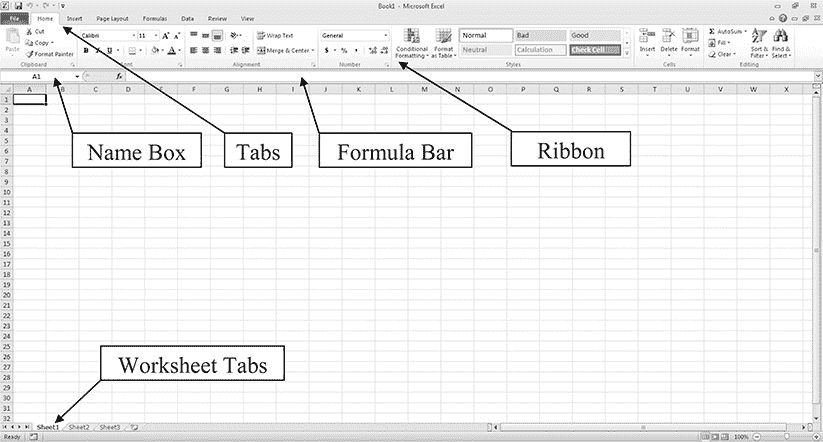 Book1 - Microsoft Excel
File Home Insert Page Layout Formulas Data Review View
Cut Calibri 11 A A Wrap Text General Normal Bad Good AutoSum
Paste Copy Conditional Format Insert Delete Format Fill Sort & Find &
Format Painter B I U Merge & Center $ % , Formatting as Table Neutral Calculation Check Cell Clear Filter Select
Clipboard Font Alignment Number Styles Cells Editing
A1 fx
A B C D E F G H I J K L M N O P Q R S T U V W X
1
2
3
4
5
6
7
8
Name Box Tabs Formula Bar Ribbon
9
10
11
12
13
14
15
16
17
18
19
20
21
22
23
24
25
26
27
28
Worksheet Tabs
29
30
31
32
Sheet1 Sheet2 Sheet3
Ready 100%